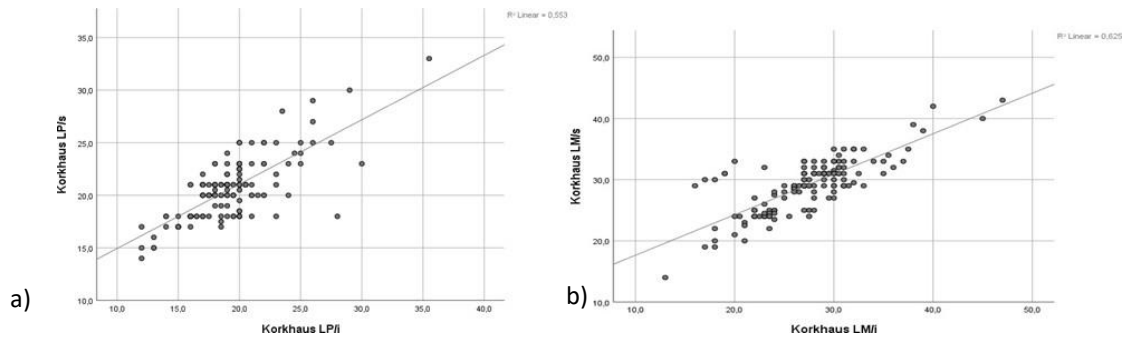 R² Linear = 0,553
35,0
30,0
25,0
20,0
15,0
10,0
Korkhaus LP/s
10,0 15,0 20,0 25,0 30,0 35,0 40,0
Korkhaus LP/i
a)
R² Linear = 0,625
50,0
40,0
30,0
20,0
10,0
Korkhaus LM/s
10,0 20,0 30,0 40,0 50,0
Korkhaus LM/i
b)